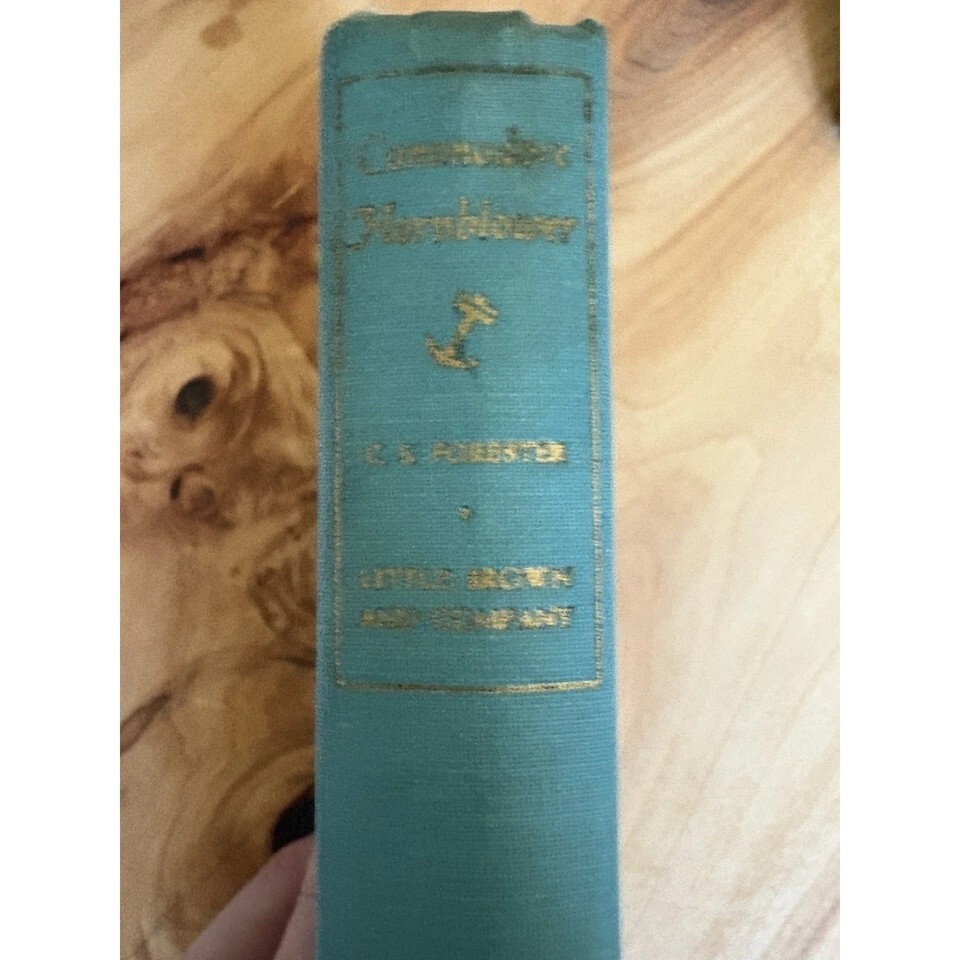 Commodore
Hornblower
C. S. FORESTER
LITTLE BROWN
AND COMPANY